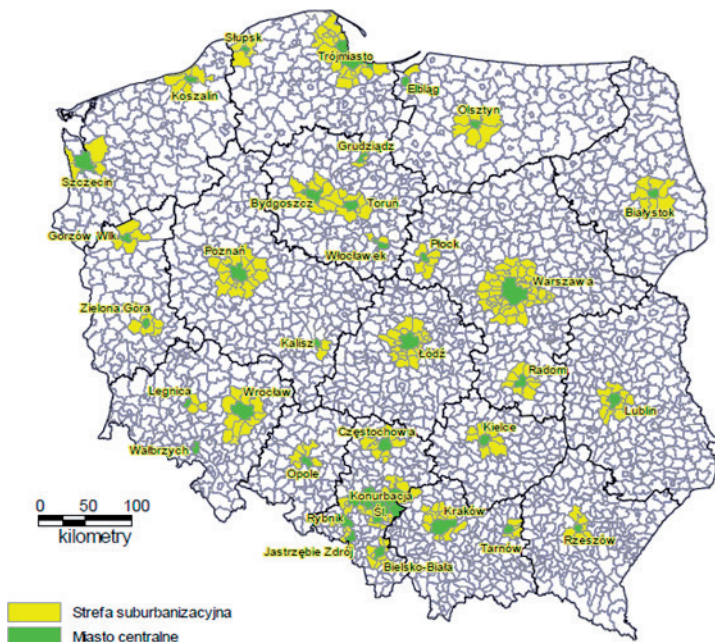 Słupsk
Trójmiasto
Koszalin
Elbląg
Olsztyn
Grudziądz
Szczecin
Bydgoszcz
Toruń
Białystok
Gorzów Wlk
Włocławek
Płock
Poznań
Warszawa
Zielona Góra
Kalisz
Łódź
Radom
Legnica
Wrocław
Lublin
Wałbrzych
Częstochowa
Kielce
Opole
Konurbacja
Śl.
Kraków
Rybnik
Tarnów
Rzeszów
Jastrzębie Zdrój
Bielsko-Biała
0 50 100
kilometry
Strefa suburbanizacyjna
Miasto centralne